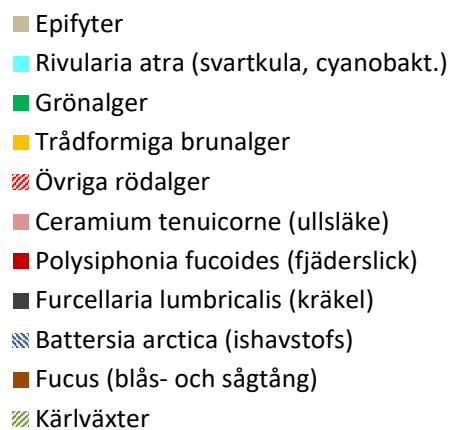 Epifyter
Rivularia atra (svartkula, cyanobakt.)
Grönalger
Trådformiga brunalger
Övriga rödalger
Ceramium tenuicorne (ullsläke)
Polysiphonia fucoides (fjäderslick)
Furcellaria lumbricalis (kräkel)
Battersia arctica (ishavstofs)
Fucus (blås- och sågtång)
Kärlväxter